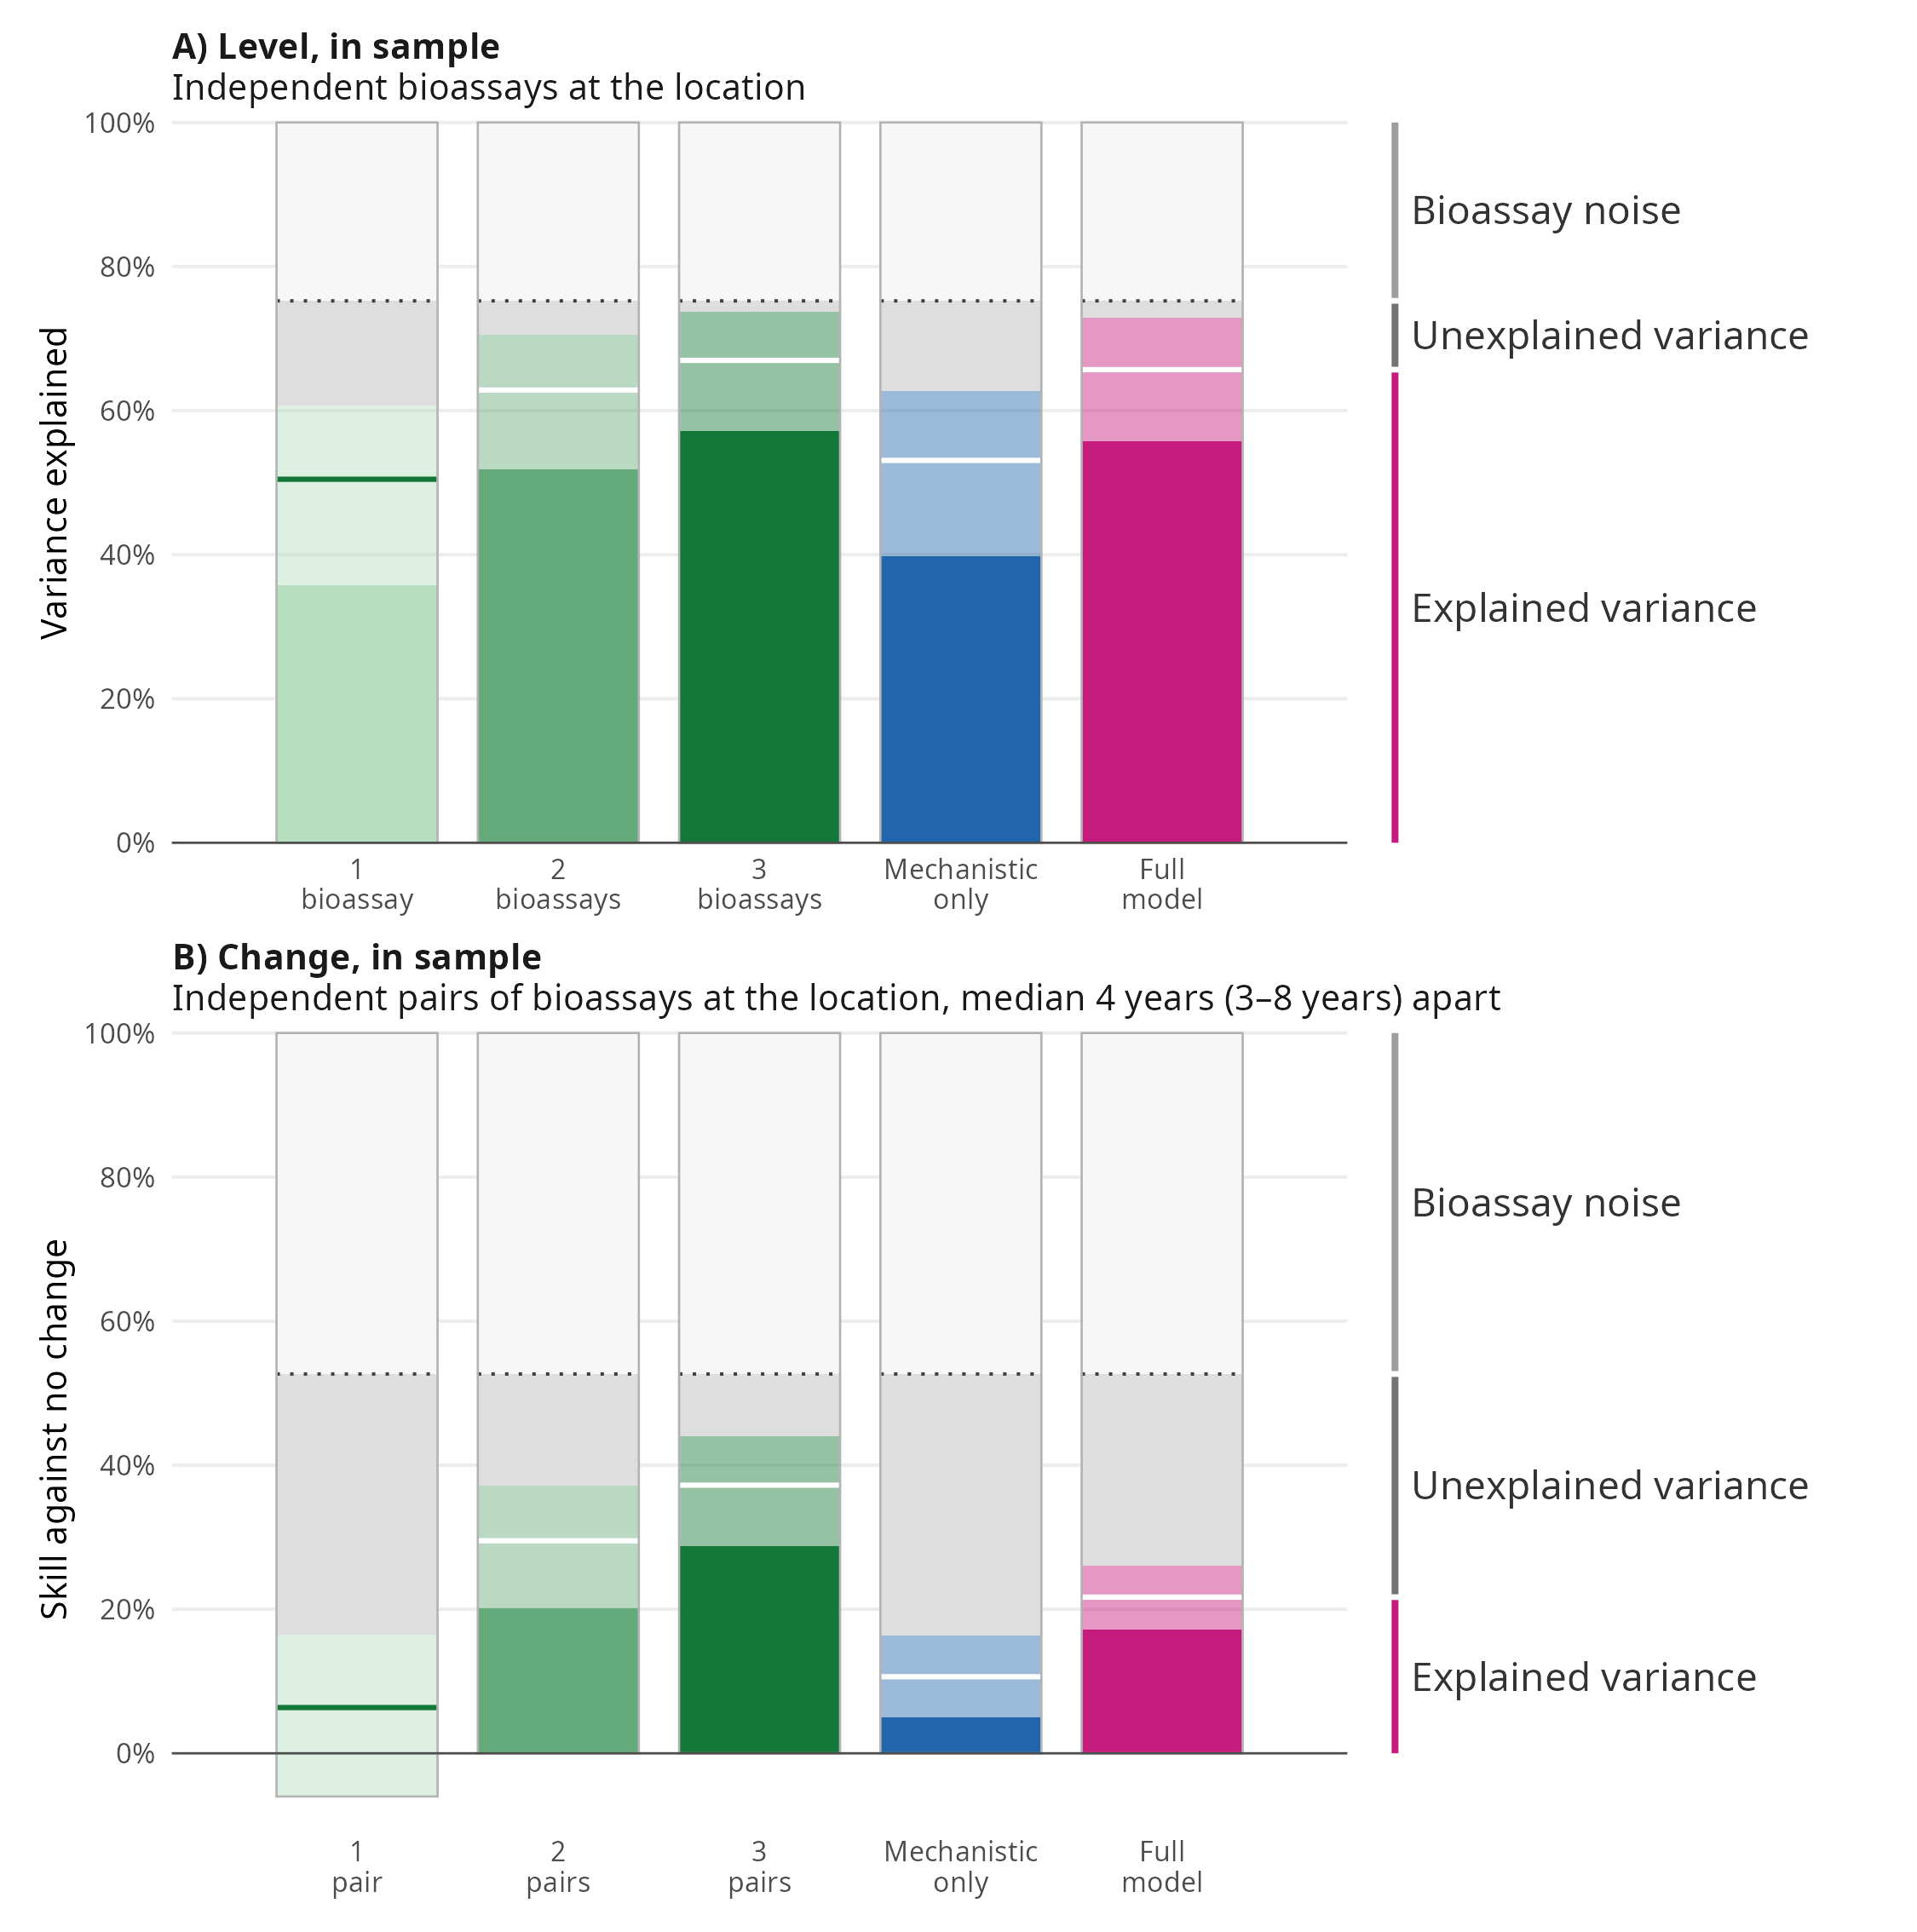 A) Level, in sample
Independent bioassays at the location
Variance explained
100%
80%
60%
40%
20%
0%
1
bioassay
2
bioassays
3
bioassays
Mechanistic
only
Full
model
Bioassay noise
Unexplained variance
Explained variance
B) Change, in sample
Independent pairs of bioassays at the location, median 4 years (3–8 years) apart
Skill against no change
100%
80%
60%
40%
20%
0%
1
pair
2
pairs
3
pairs
Mechanistic
only
Full
model
Bioassay noise
Unexplained variance
Explained variance